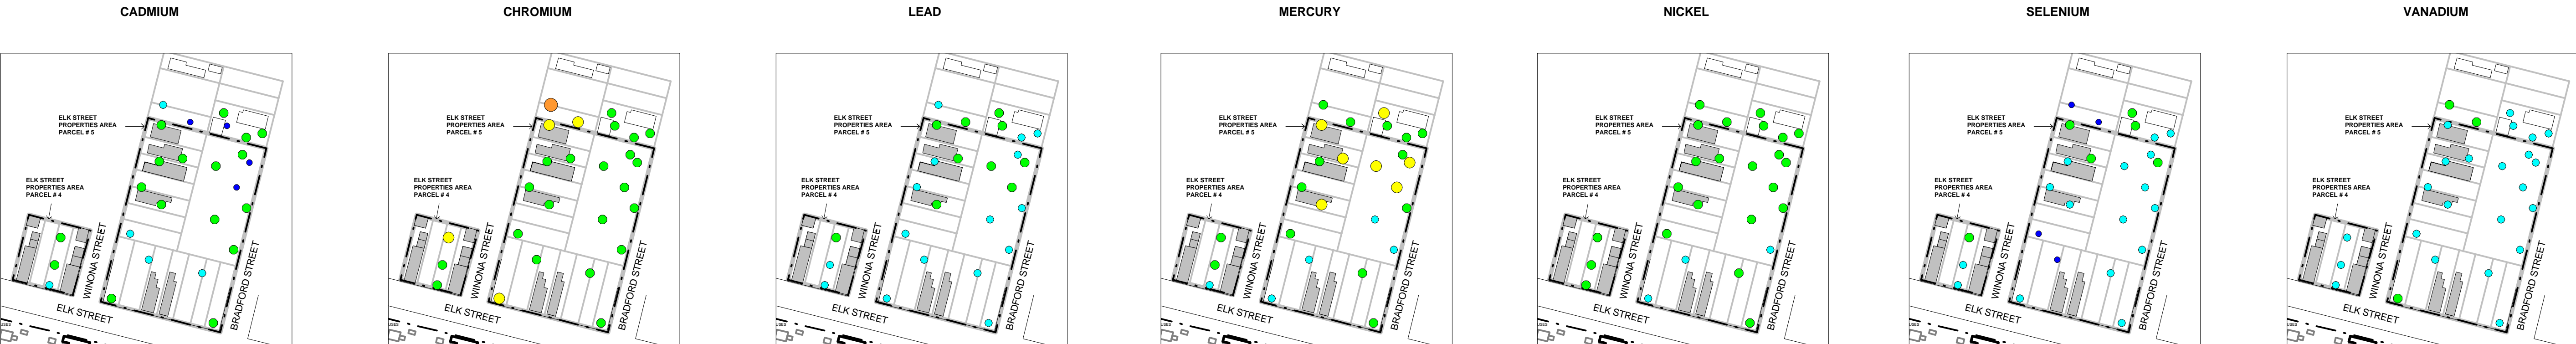 CADMIUM
ELK STREET
PROPERTIES AREA
PARCEL # 5
ELK STREET
PROPERTIES AREA
PARCEL # 4
WINONA STREET
BRADFORD STREET
ELK STREET
CHROMIUM
ELK STREET
PROPERTIES AREA
PARCEL # 5
ELK STREET
PROPERTIES AREA
PARCEL # 4
WINONA STREET
BRADFORD STREET
ELK STREET
LEAD
ELK STREET
PROPERTIES AREA
PARCEL # 5
ELK STREET
PROPERTIES AREA
PARCEL # 4
WINONA STREET
BRADFORD STREET
ELK STREET
MERCURY
ELK STREET
PROPERTIES AREA
PARCEL # 5
ELK STREET
PROPERTIES AREA
PARCEL # 4
WINONA STREET
BRADFORD STREET
ELK STREET
NICKEL
ELK STREET
PROPERTIES AREA
PARCEL # 5
ELK STREET
PROPERTIES AREA
PARCEL # 4
WINONA STREET
BRADFORD STREET
ELK STREET
SELENIUM
ELK STREET
PROPERTIES AREA
PARCEL # 5
ELK STREET
PROPERTIES AREA
PARCEL # 4
WINONA STREET
BRADFORD STREET
ELK STREET
VANADIUM
ELK STREET
PROPERTIES AREA
PARCEL # 5
ELK STREET
PROPERTIES AREA
PARCEL # 4
WINONA STREET
BRADFORD STREET
ELK STREET